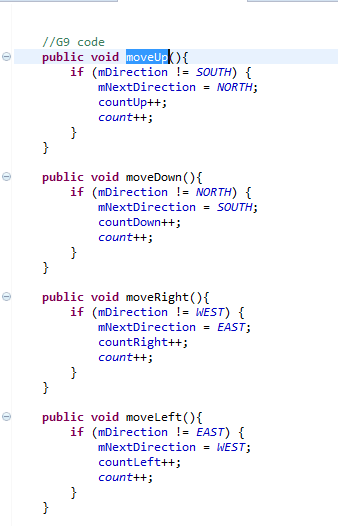 //G9 code
public void moveUp(){
if (mDirection != SOUTH) {
mNextDirection = NORTH;
countUp++;
count++;
}
}
public void moveDown(){
if (mDirection != NORTH) {
mNextDirection = SOUTH;
countDown++;
count++;
}
}
public void moveRight(){
if (mDirection != WEST) {
mNextDirection = EAST;
countRight++;
count++;
}
}
public void moveLeft(){
if (mDirection != EAST) {
mNextDirection = WEST;
countLeft++;
count++;
}
}